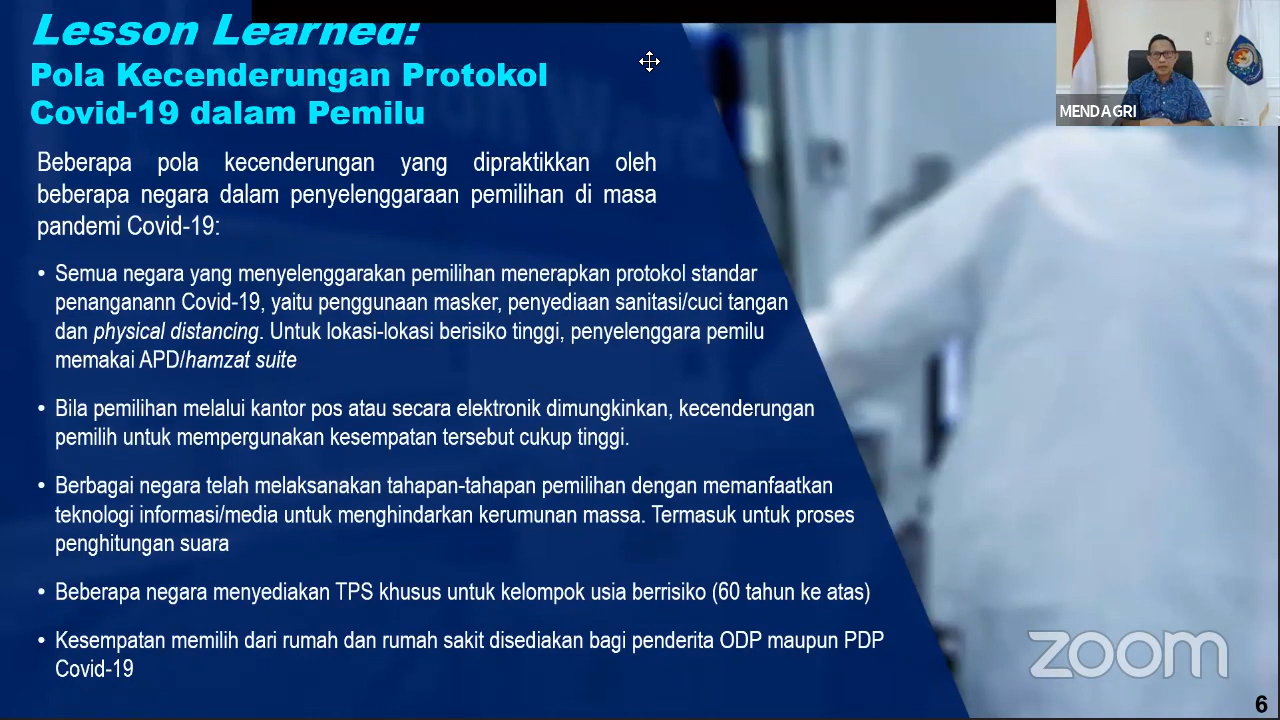 Lesson Learned:
Pola Kecenderungan Protokol
Covid-19 dalam Pemilu
MENDAGRI
Beberapa pola kecenderungan yang dipraktikkan oleh
beberapa negara dalam penyelenggaraan pemilihan di masa
pandemi Covid-19:
• Semua negara yang menyelenggarakan pemilihan menerapkan protokol standar
penanganann Covid-19, yaitu penggunaan masker, penyediaan sanitasi/cuci tangan
dan physical distancing. Untuk lokasi-lokasi berisiko tinggi, penyelenggara pemilu
memakai APD/hamzat suite
• Bila pemilihan melalui kantor pos atau secara elektronik dimungkinkan, kecenderungan
pemilih untuk mempergunakan kesempatan tersebut cukup tinggi.
• Berbagai negara telah melaksanakan tahapan-tahapan pemilihan dengan memanfaatkan
teknologi informasi/media untuk menghindarkan kerumunan massa. Termasuk untuk proses
penghitungan suara
• Beberapa negara menyediakan TPS khusus untuk kelompok usia berrisiko (60 tahun ke atas)
• Kesempatan memilih dari rumah dan rumah sakit disediakan bagi penderita ODP maupun PDP
Covid-19
zoom
6